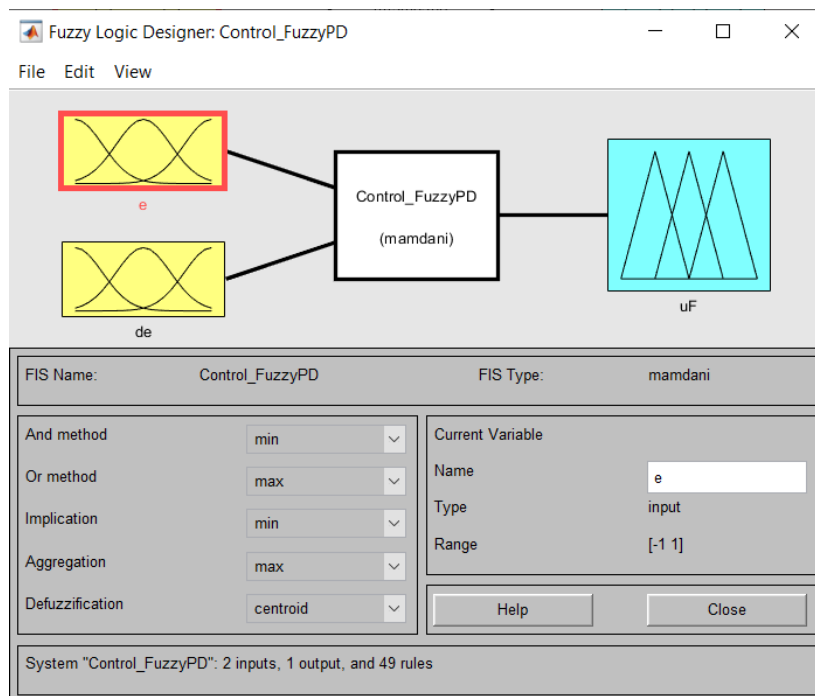 Fuzzy Logic Designer: Control_FuzzyPD
File Edit View
e
Control_FuzzyPD
(mamdani)
de
uF
FIS Name: Control_FuzzyPD FIS Type: mamdani
And method min
Or method max
Implication min
Aggregation max
Defuzzification centroid
Current Variable
Name e
Type input
Range [-1 1]
Help Close
System "Control_FuzzyPD": 2 inputs, 1 output, and 49 rules